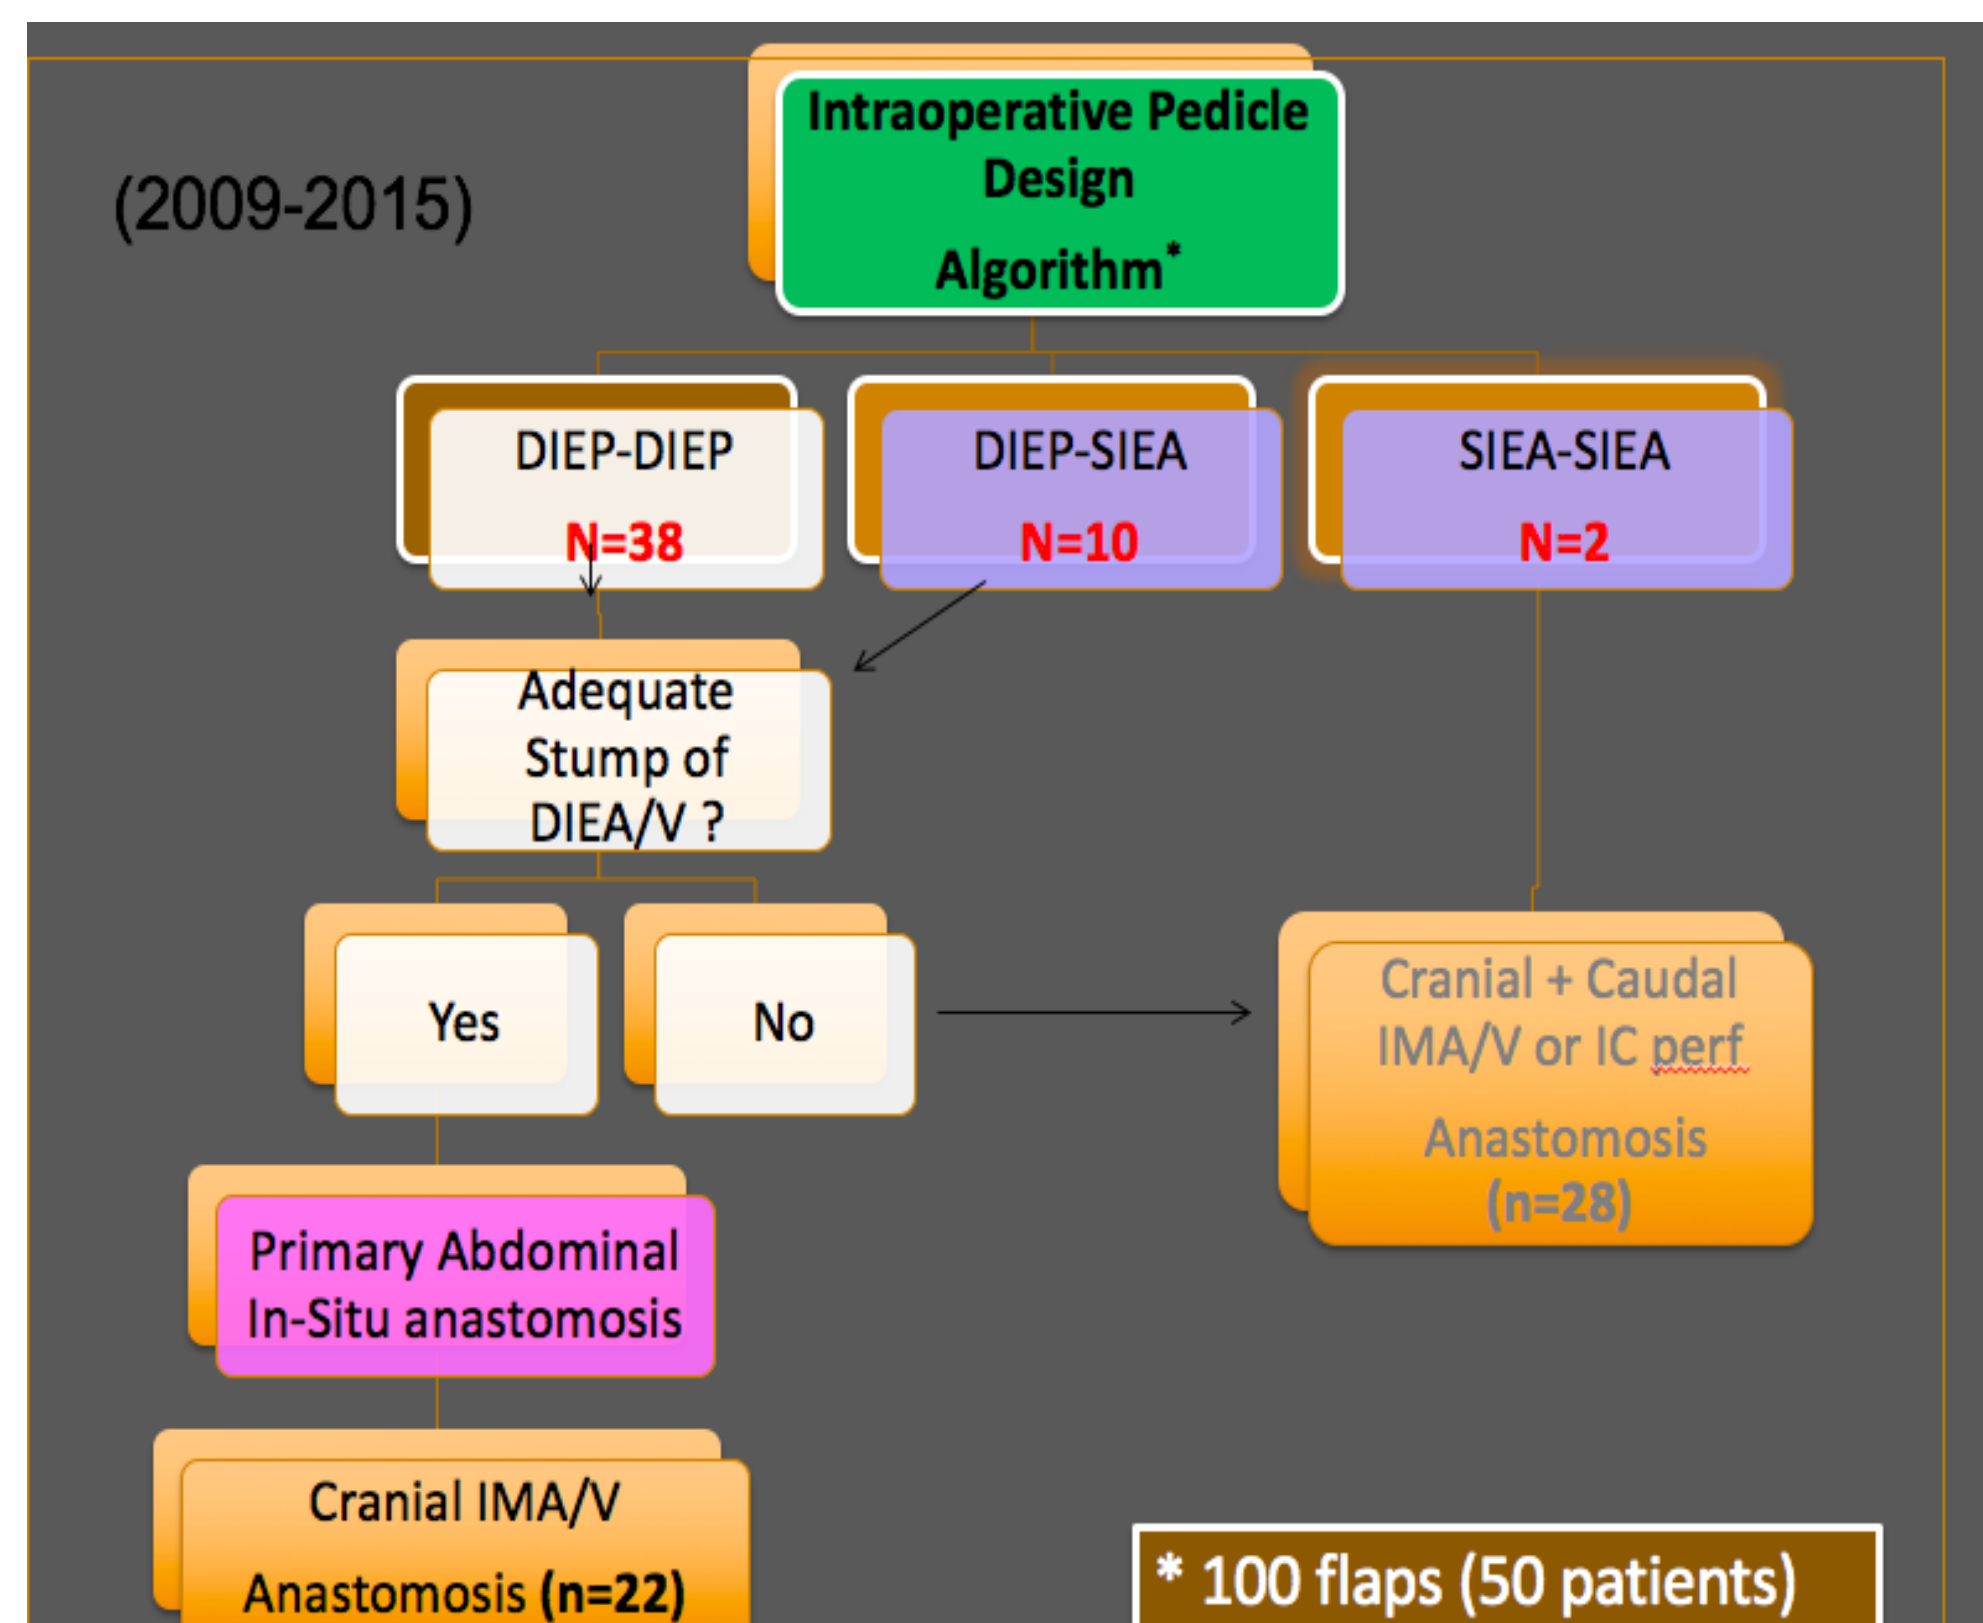 (2009-2015)
Intraoperative Pedicle
Design
Algorithm*
DIEP-DIEP
N=38
DIEP-SIEA
N=10
SIEA-SIEA
N=2
Adequate
Stump of
DIEA/V ?
Yes
No
Cranial + Caudal
IMA/V or IC perf
Anastomosis
(n=28)
Primary Abdominal
In-Situ anastomosis
Cranial IMA/V
Anastomosis (n=22)
* 100 flaps (50 patients)